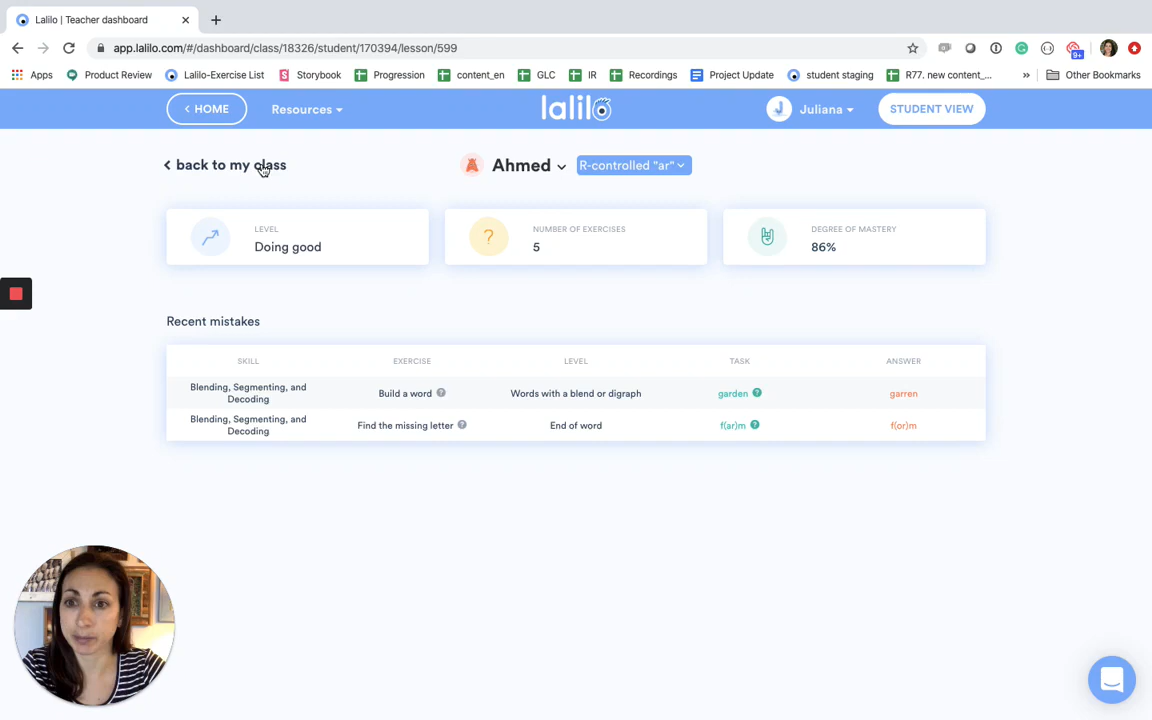 Lalilo | Teacher dashboard
app.lalilo.com/#/dashboard/class/18326/student/170394/lesson/599
9+
Apps Product Review Lalilo-Exercise List Storybook Progression content_en GLC IR Recordings Project Update student staging R77. new content_... » Other Bookmarks
< HOME Resources lalilo J Juliana STUDENT VIEW
back to my class Ahmed R-controlled "ar"
LEVEL
Doing good
?
NUMBER OF EXERCISES
5
DEGREE OF MASTERY
86%
Recent mistakes
SKILL EXERCISE LEVEL TASK ANSWER
Blending, Segmenting, and
Decoding
Build a word ? Words with a blend or digraph garden ? garren
Blending, Segmenting, and
Decoding
Find the missing letter ? End of word f(ar)m ? f(or)m